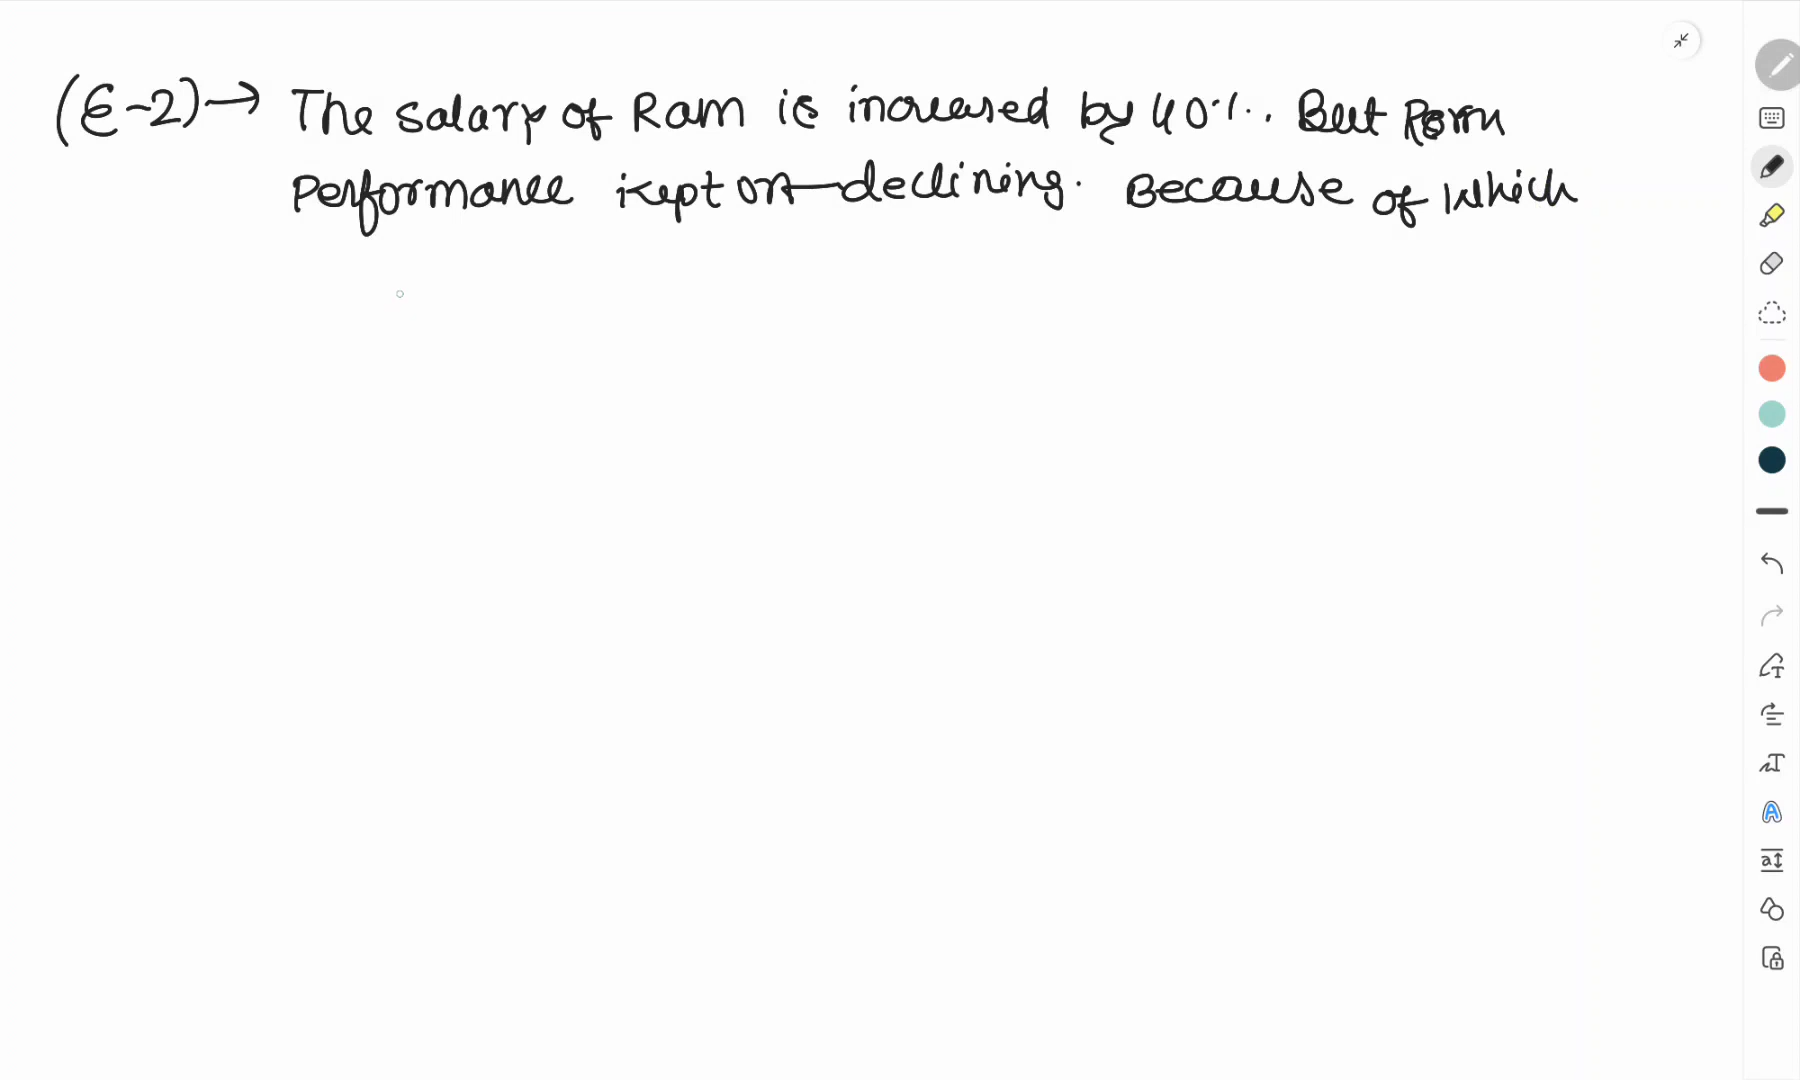 (E-2)→ The salary of Ram is increased by 40%. But Ram
Performance kept on declining. Because of which